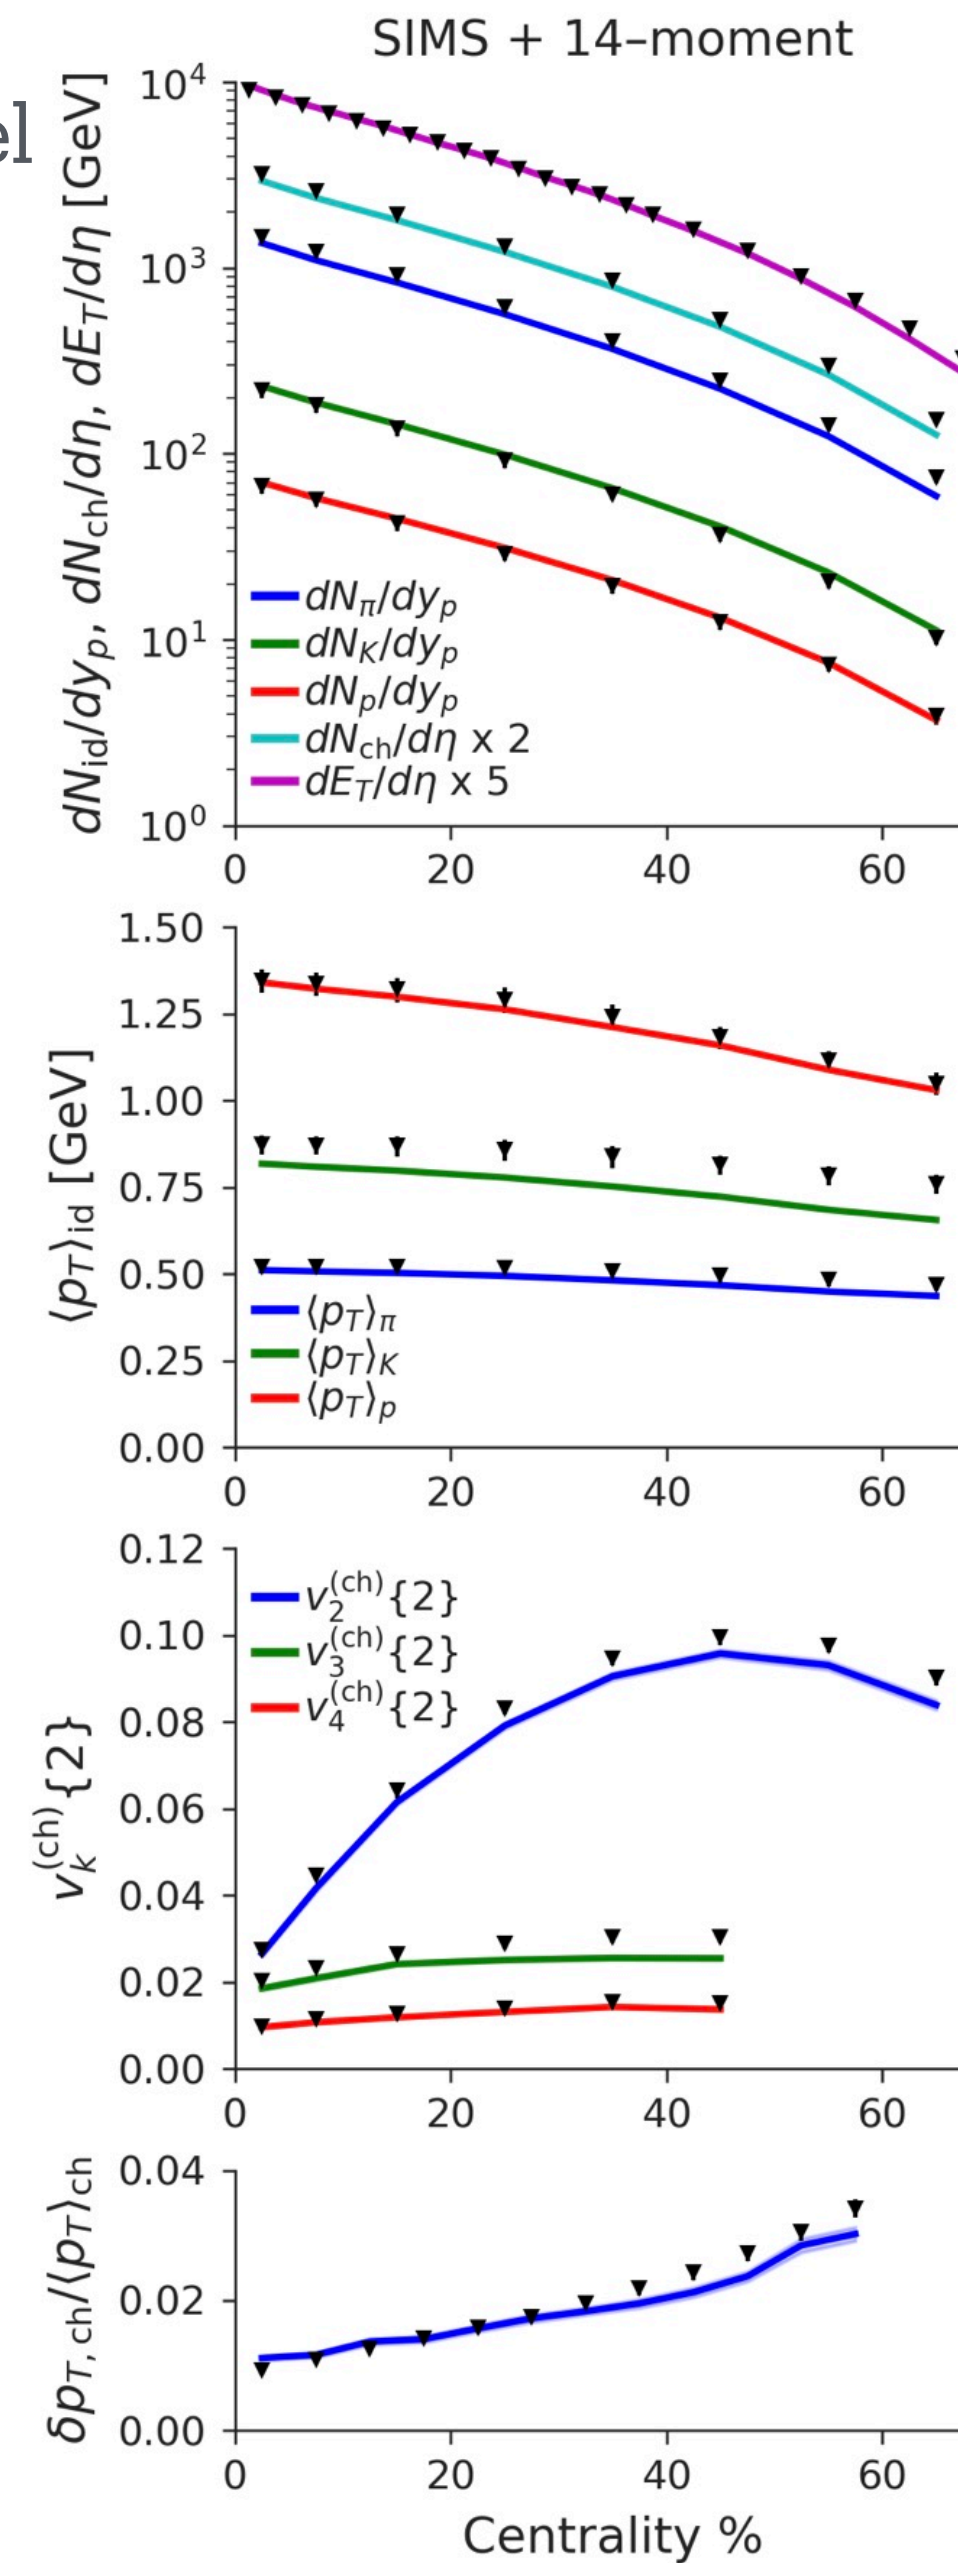 SIMS + 14–moment
el]
dN_id/dy_p, dN_ch/dη, dE_T/dη [GeV]
10^4
10^3
10^2
10^1
10^0
dN_π/dy_p
dN_K/dy_p
dN_p/dy_p
dN_ch/dη x 2
dE_T/dη x 5
0 20 40 60
⟨p_T⟩_id [GeV]
1.50
1.25
1.00
0.75
0.50
0.25
0.00
⟨p_T⟩_π
⟨p_T⟩_K
⟨p_T⟩_p
0 20 40 60
v_k^(ch){2}
0.12
0.10
0.08
0.06
0.04
0.02
0.00
v_2^(ch){2}
v_3^(ch){2}
v_4^(ch){2}
0 20 40 60
δp_T,ch/⟨p_T⟩_ch
0.04
0.02
0.00
0 20 40 60
Centrality %